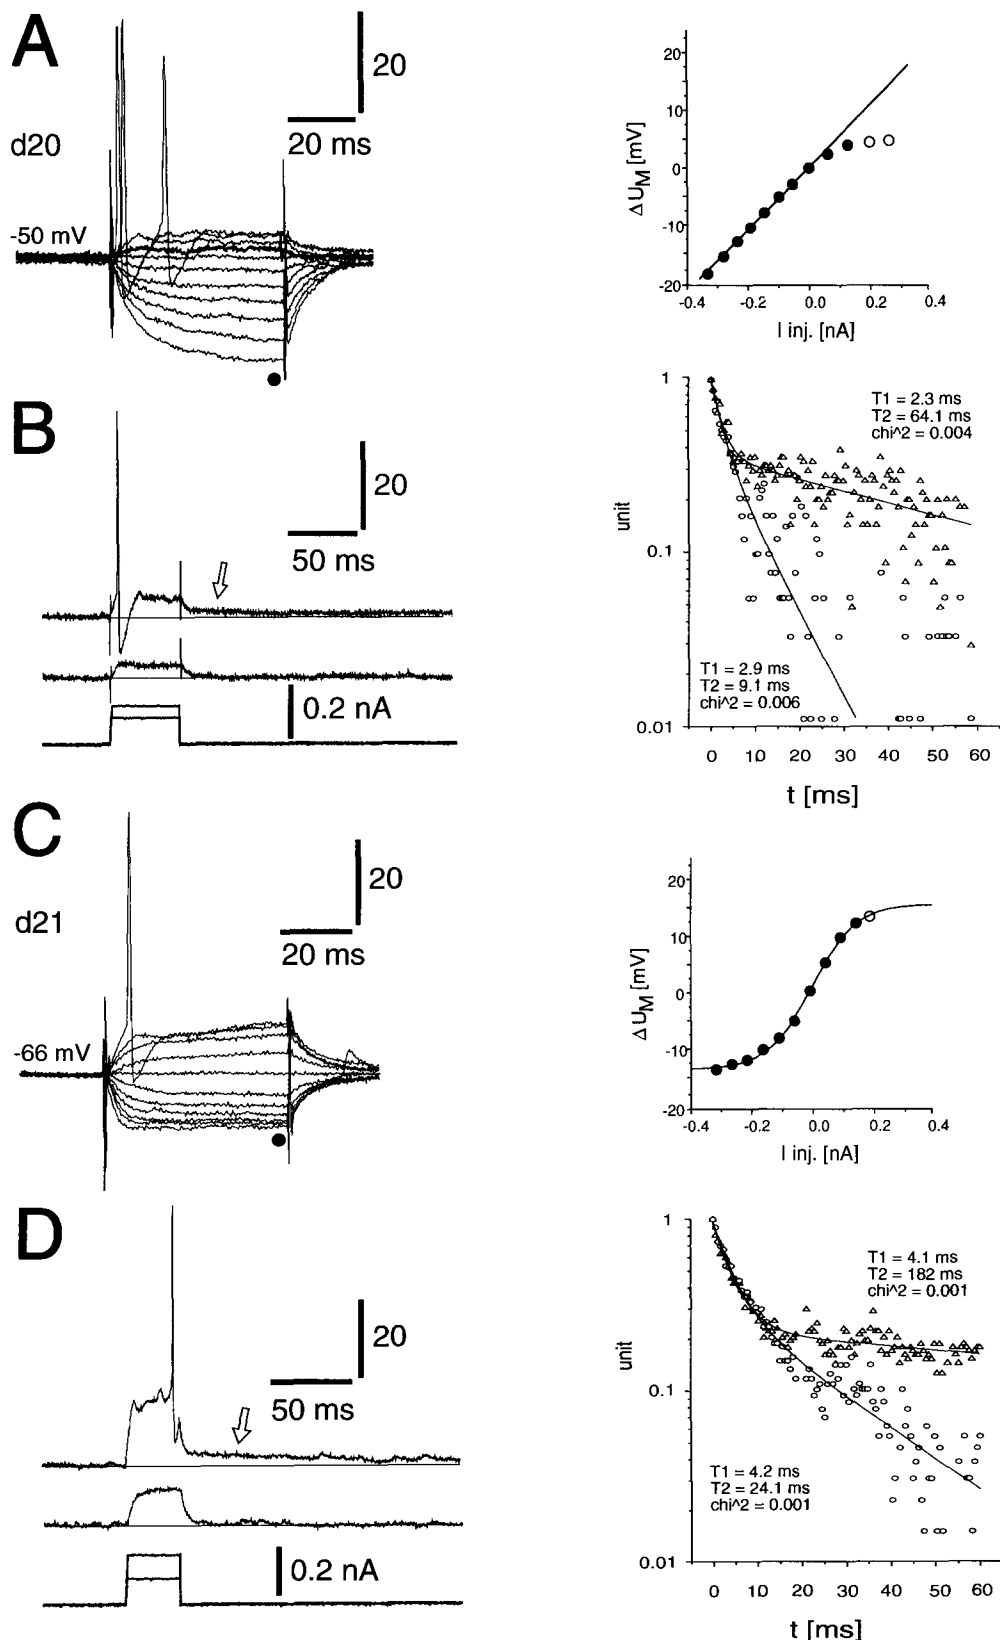 A
d20
20
20 ms
-50 mV
20
10
0
-10
-20
Δ U_M [mV]
-0.4
-0.2
0.0
0.2
0.4
I inj. [nA]
B
20
50 ms
0.2 nA
1
0.1
0.01
unit
T1 = 2.3 ms
T2 = 64.1 ms
chi^2 = 0.004
T1 = 2.9 ms
T2 = 9.1 ms
chi^2 = 0.006
0 10 20 30 40 50 60
t [ms]
C
d21
20
20 ms
-66 mV
20
10
0
-10
-20
Δ U_M [mV]
-0.4
-0.2
0.0
0.2
0.4
I inj. [nA]
D
20
50 ms
0.2 nA
1
0.1
0.01
unit
T1 = 4.1 ms
T2 = 182 ms
chi^2 = 0.001
T1 = 4.2 ms
T2 = 24.1 ms
chi^2 = 0.001
0 10 20 30 40 50 60
t [ms]